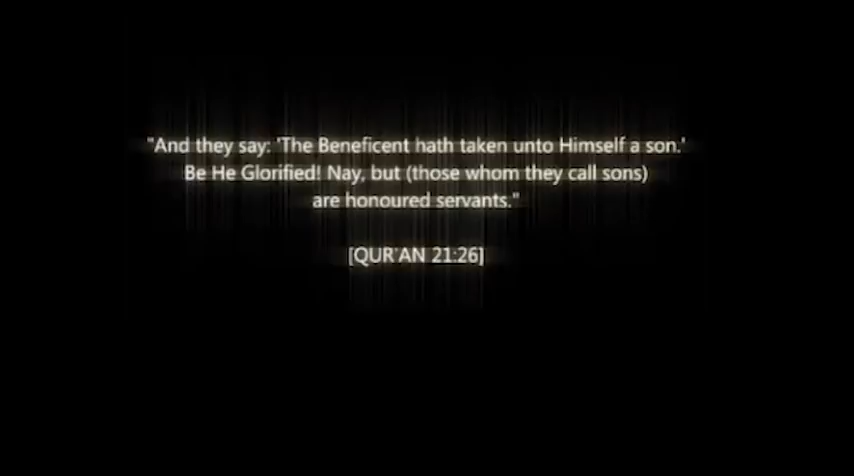 "And they say: 'The Beneficent hath taken unto Himself a son.'
Be He Glorified! Nay, but (those whom they call sons)
are honoured servants."
[QUR'AN 21:26]